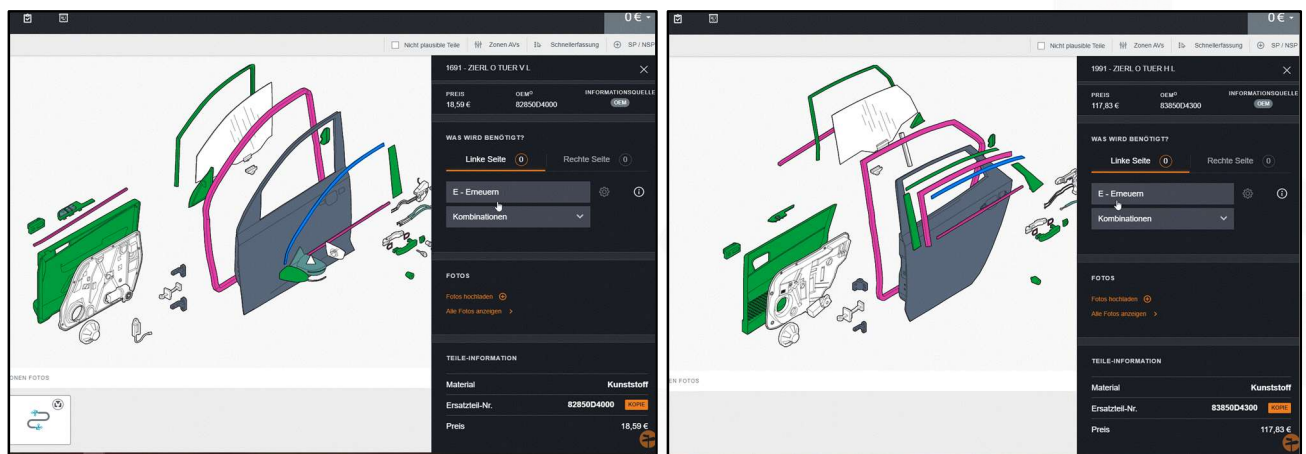 0 € -
Nicht plausible Teile Zonen AVs Schnellerfassung SP / NSP
1691 - ZIERL O TUER V L
PREIS OEM INFORMATIONSQUELLE
18,59 € 82850D4000 OEM
WAS WIRD BENÖTIGT?
Linke Seite 0 Rechte Seite 0
E - Erneuern
Kombinationen
FOTOS
Fotos hochladen
Alle Fotos anzeigen
TEILE-INFORMATION
Material Kunststoff
Ersatzteil-Nr. 82850D4000 KOPIE
Preis 18,59 €
ONEN FOTOS
0 € -
Nicht plausible Teile Zonen AVs Schnellerfassung SP / NSP
1991 - ZIERL O TUER H L
PREIS OEM INFORMATIONSQUELLE
117,83 € 83850D4300 OEM
WAS WIRD BENÖTIGT?
Linke Seite 0 Rechte Seite 0
E - Erneuern
Kombinationen
FOTOS
Fotos hochladen
Alle Fotos anzeigen
TEILE-INFORMATION
Material Kunststoff
Ersatzteil-Nr. 83850D4300 KOPIE
Preis 117,83 €
EN FOTOS